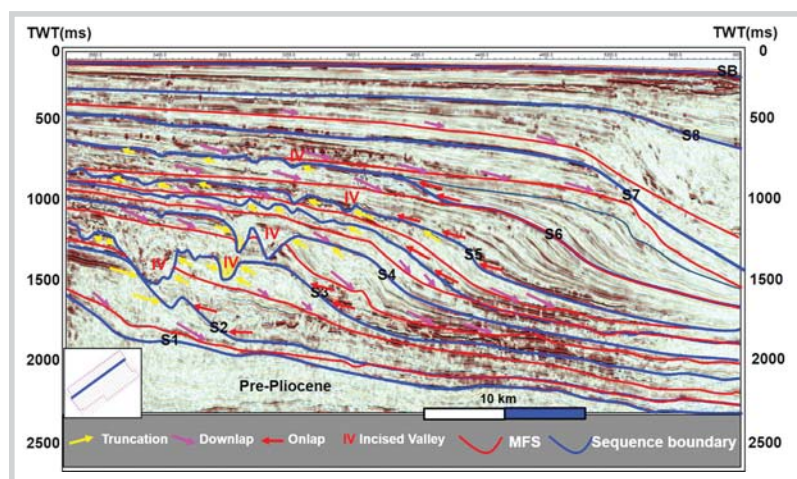 TWT(ms) TWT(ms)
0 0
SB
500 500
S8
IV
S7
1000 1000
IV
IV
S6
S5
1500 IV IV S4 1500
S3
S1 S2
2000 2000
Pre-Pliocene
10 km
2500 2500
Truncation Downlap Onlap IV Incised Valley MFS Sequence boundary